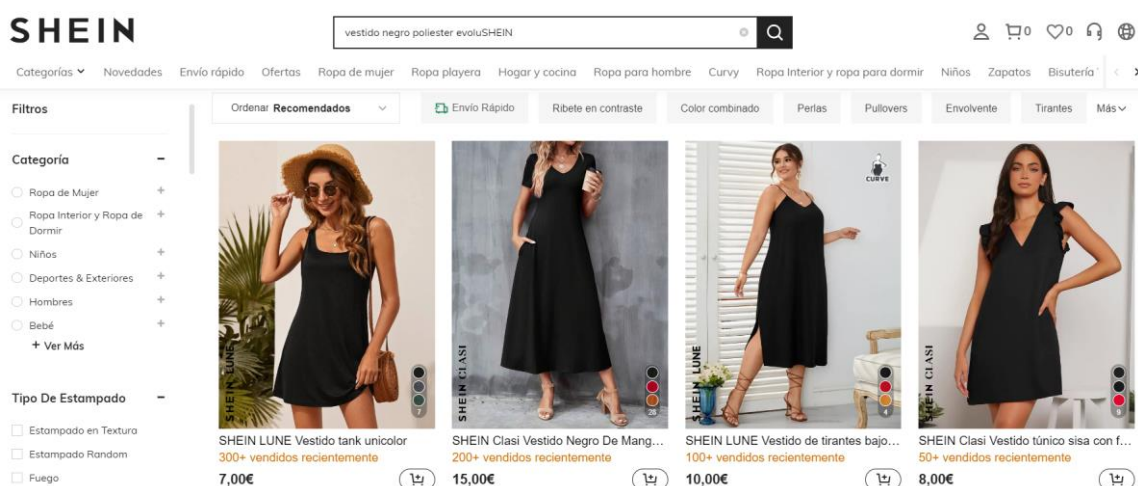 SHEIN
vestido negro poliester evoluSHEIN
0 0
Categorías Novedades Envío rápido Ofertas Ropa de mujer Ropa playera Hogar y cocina Ropa para hombre Curvy Ropa Interior y ropa para dormir Niños Zapatos Bisutería
Filtros
Ordenar Recomendados Envío Rápido Ribete en contraste Color combinado Perlas Pullovers Envolvente Tirantes Más
Categoría
Ropa de Mujer
Ropa Interior y Ropa de
Dormir
Niños
Deportes & Exteriores
Hombres
Bebé
+ Ver Más
Tipo De Estampado
Estampado en Textura
Estampado Random
Fuego
SHEIN LUNE
7
SHEIN LUNE Vestido tank unicolor
300+ vendidos recientemente
7,00€
SHEIN CLASI
28
SHEIN Clasi Vestido Negro De Mang...
200+ vendidos recientemente
15,00€
CURVE
SHEIN LUNE
4
SHEIN LUNE Vestido de tirantes bajo...
100+ vendidos recientemente
10,00€
SHEIN CLASI
9
SHEIN Clasi Vestido túnico sisa con f...
50+ vendidos recientemente
8,00€